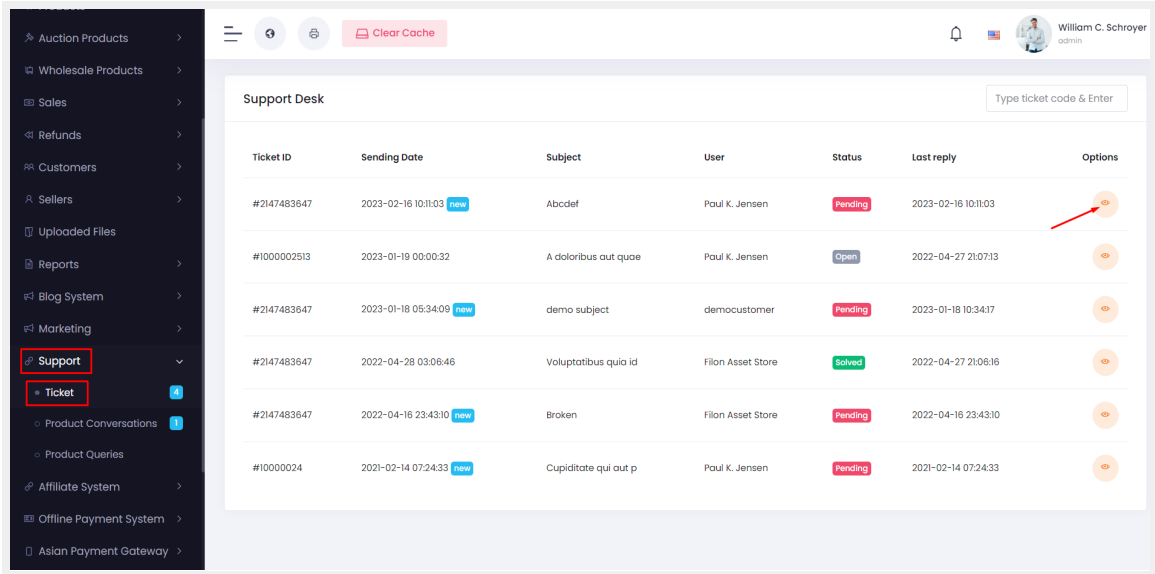 Products
Auction Products
Wholesale Products
Sales
Refunds
Customers
Sellers
Uploaded Files
Reports
Blog System
Marketing
Support
Ticket 4
Product Conversations 1
Product Queries
Affiliate System
Offline Payment System
Asian Payment Gateway
Clear Cache
William C. Schroyer
admin
Support Desk
Type ticket code & Enter
Ticket ID Sending Date Subject User Status Last reply Options
#2147483647 2023-02-16 10:11:03 new Abcdef Paul K. Jensen Pending 2023-02-16 10:11:03
#1000002513 2023-01-19 00:00:32 A doloribus aut quae Paul K. Jensen Open 2022-04-27 21:07:13
#2147483647 2023-01-18 05:34:09 new demo subject democustomer Pending 2023-01-18 10:34:17
#2147483647 2022-04-28 03:06:46 Voluptatibus quia id Filon Asset Store Solved 2022-04-27 21:06:16
#2147483647 2022-04-16 23:43:10 new Broken Filon Asset Store Pending 2022-04-16 23:43:10
#10000024 2021-02-14 07:24:33 new Cupiditate qui aut p Paul K. Jensen Pending 2021-02-14 07:24:33